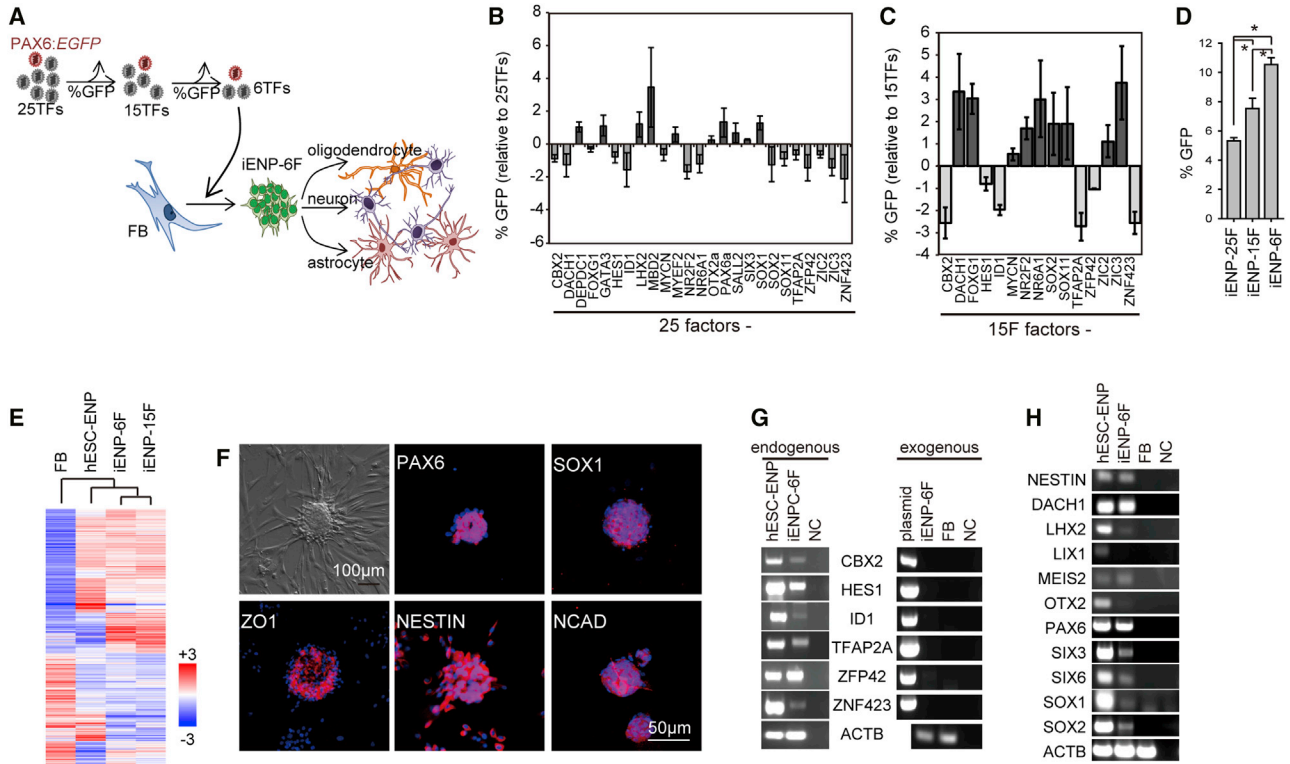 A
PAX6:EGFP
%GFP
%GFP
25TFs
15TFs
6TFs
FB
iENP-6F
oligodendrocyte
neuron
astrocyte
B
% GFP (relative to 25TFs)
8
6
4
2
0
-2
-4
-6
CBX2
DACH1
DEPDC1
FOXG1
GATA3
HES1
ID1
LHX2
MBD2
MYCN
MYEF2
NR2F2
NR6A1
OTX2a
PAX6a
SALL2
SIX3
SOX1
SOX2
SOX11
TFAP2A
ZFP42
ZIC2
ZIC3
ZNF423
25 factors -
C
% GFP (relative to 15TFs)
6
5
4
3
2
1
0
-1
-2
-3
-4
CBX2
DACH1
FOXG1
HES1
ID1
MYCN
NR2F2
NR6A1
SOX2
SOX11
TFAP2A
ZFP42
ZIC2
ZIC3
ZNF423
15F factors -
D
*
* *
% GFP
12
10
8
6
4
2
0
iENP-25F
iENP-15F
iENP-6F
E
FB
hESC-ENP
iENP-6F
iENP-15F
+3
-3
F
100µm
PAX6
SOX1
ZO1
NESTIN
NCAD
50µm
G
endogenous
exogenous
hESC-ENP
iENPC-6F
NC
plasmid
iENP-6F
FB
NC
CBX2
HES1
ID1
TFAP2A
ZFP42
ZNF423
ACTB
H
hESC-ENP
iENP-6F
FB
NC
NESTIN
DACH1
LHX2
LIX1
MEIS2
OTX2
PAX6
SIX3
SIX6
SOX1
SOX2
ACTB